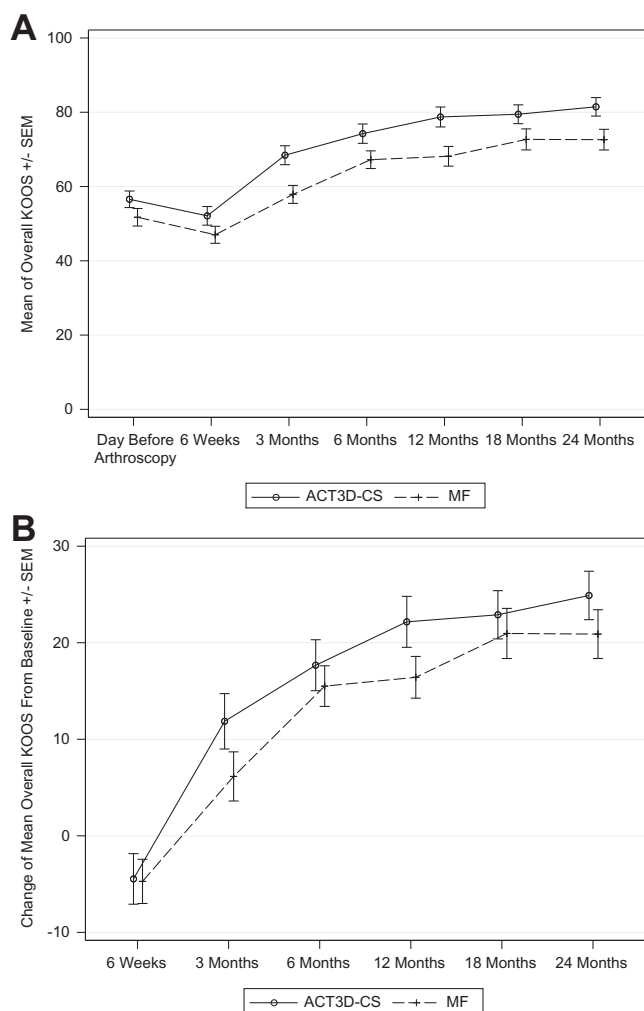 A
Mean of Overall KOOS +/- SEM
100
80
60
40
20
0
Day Before
Arthroscopy
6 Weeks
3 Months
6 Months
12 Months
18 Months
24 Months
ACT3D-CS
MF
B
Change of Mean Overall KOOS From Baseline +/- SEM
30
20
10
0
-10
6 Weeks
3 Months
6 Months
12 Months
18 Months
24 Months
ACT3D-CS
MF